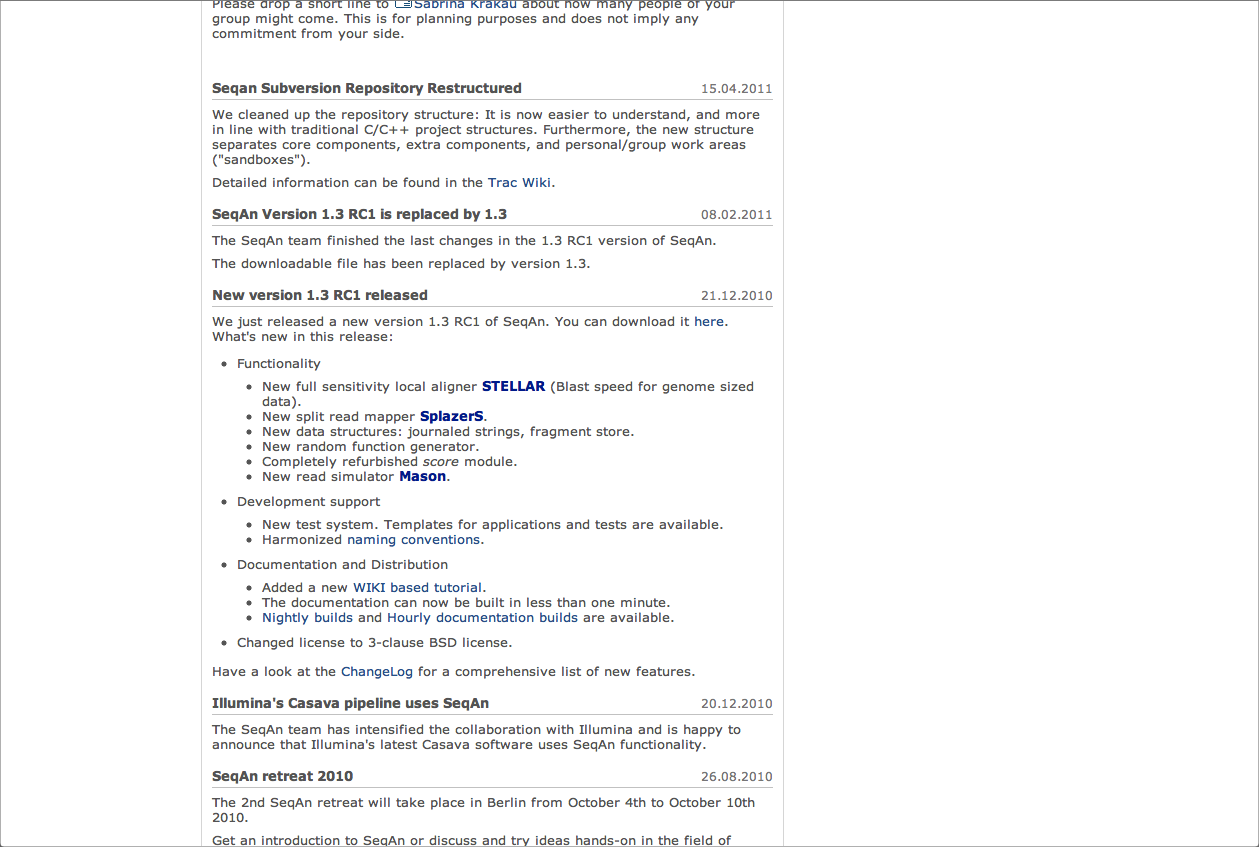 Please drop a short line to Sabrina Krakau about how many people of your
group might come. This is for planning purposes and does not imply any
commitment from your side.
Seqan Subversion Repository Restructured 15.04.2011
We cleaned up the repository structure: It is now easier to understand, and more
in line with traditional C/C++ project structures. Furthermore, the new structure
separates core components, extra components, and personal/group work areas
("sandboxes").
Detailed information can be found in the Trac Wiki.
SeqAn Version 1.3 RC1 is replaced by 1.3 08.02.2011
The SeqAn team finished the last changes in the 1.3 RC1 version of SeqAn.
The downloadable file has been replaced by version 1.3.
New version 1.3 RC1 released 21.12.2010
We just released a new version 1.3 RC1 of SeqAn. You can download it here.
What's new in this release:
• Functionality
• New full sensitivity local aligner STELLAR (Blast speed for genome sized
data).
• New split read mapper SplazerS.
• New data structures: journaled strings, fragment store.
• New random function generator.
• Completely refurbished score module.
• New read simulator Mason.
• Development support
• New test system. Templates for applications and tests are available.
• Harmonized naming conventions.
• Documentation and Distribution
• Added a new WIKI based tutorial.
• The documentation can now be built in less than one minute.
• Nightly builds and Hourly documentation builds are available.
• Changed license to 3-clause BSD license.
Have a look at the ChangeLog for a comprehensive list of new features.
Illumina's Casava pipeline uses SeqAn 20.12.2010
The SeqAn team has intensified the collaboration with Illumina and is happy to
announce that Illumina's latest Casava software uses SeqAn functionality.
SeqAn retreat 2010 26.08.2010
The 2nd SeqAn retreat will take place in Berlin from October 4th to October 10th
2010.
Get an introduction to SeqAn or discuss and try ideas hands-on in the field of